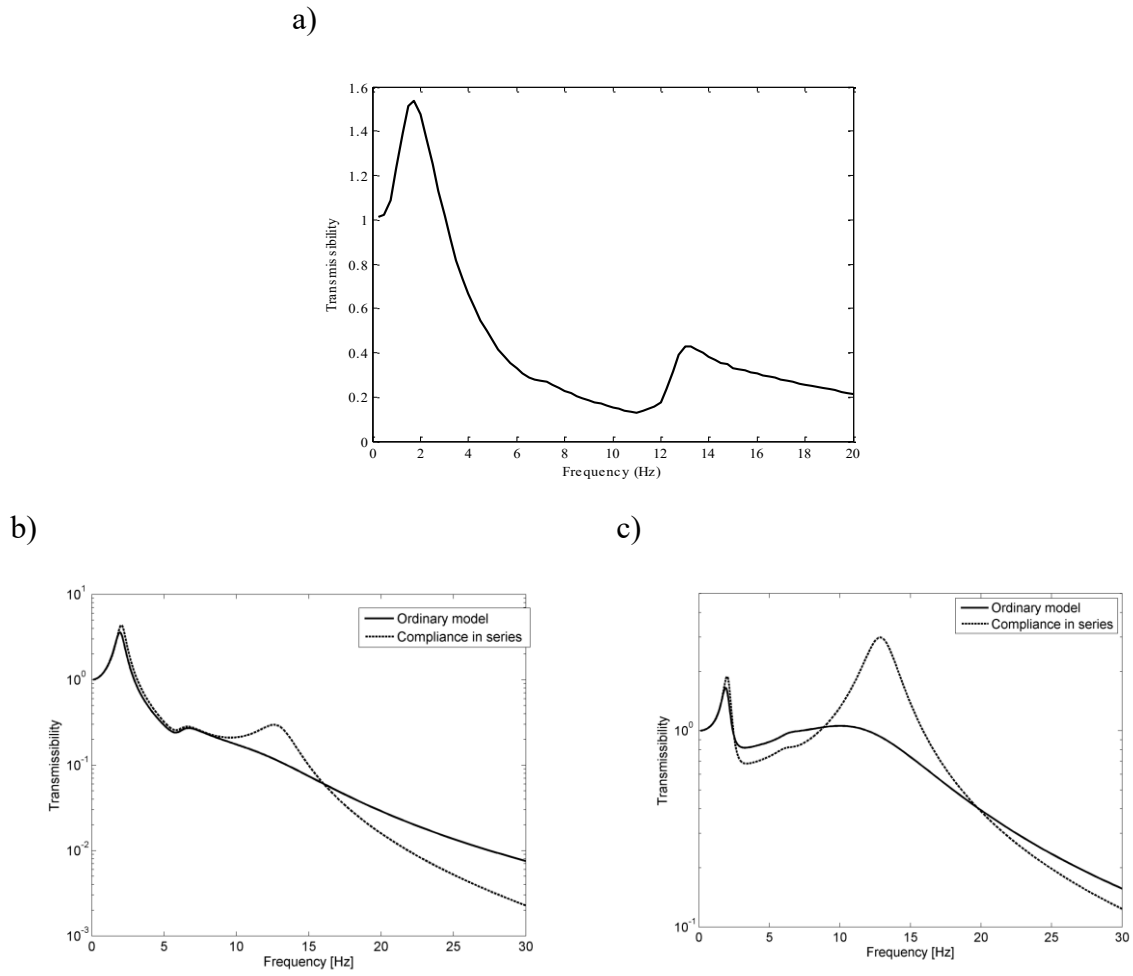 a)
1.6
1.4
1.2
1
0.8
0.6
0.4
0.2
0
Transmissibility
0 2 4 6 8 10 12 14 16 18 20
Frequency (Hz)
b)
10^1
10^0
10^-1
10^-2
10^-3
Transmissibility
Ordinary model
Compliance in series
0 5 10 15 20 25 30
Frequency [Hz]
c)
10^0
10^-1
Transmissibility
Ordinary model
Compliance in series
0 5 10 15 20 25 30
Frequency [Hz]